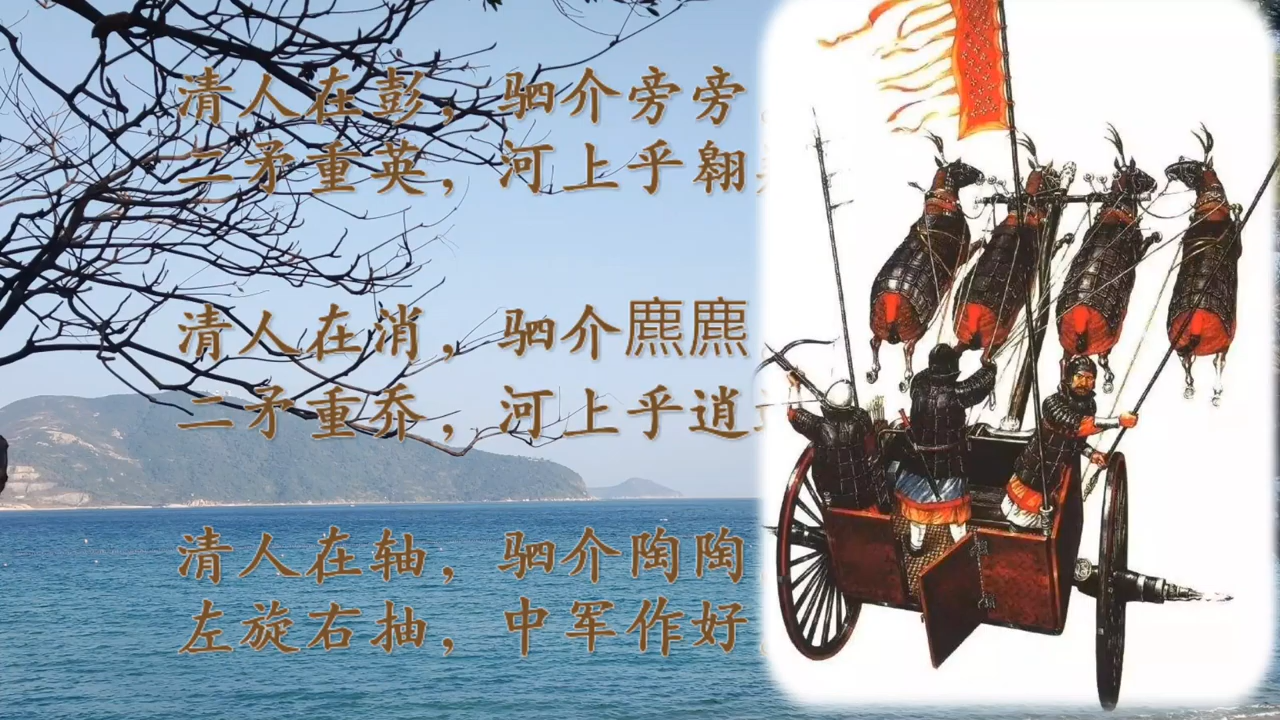 清人在彭，驷介旁旁
二矛重英，河上乎翱
清人在消，驷介麃麃
二矛重乔，河上乎逍
清人在轴，驷介陶陶
左旋右抽，中军作好